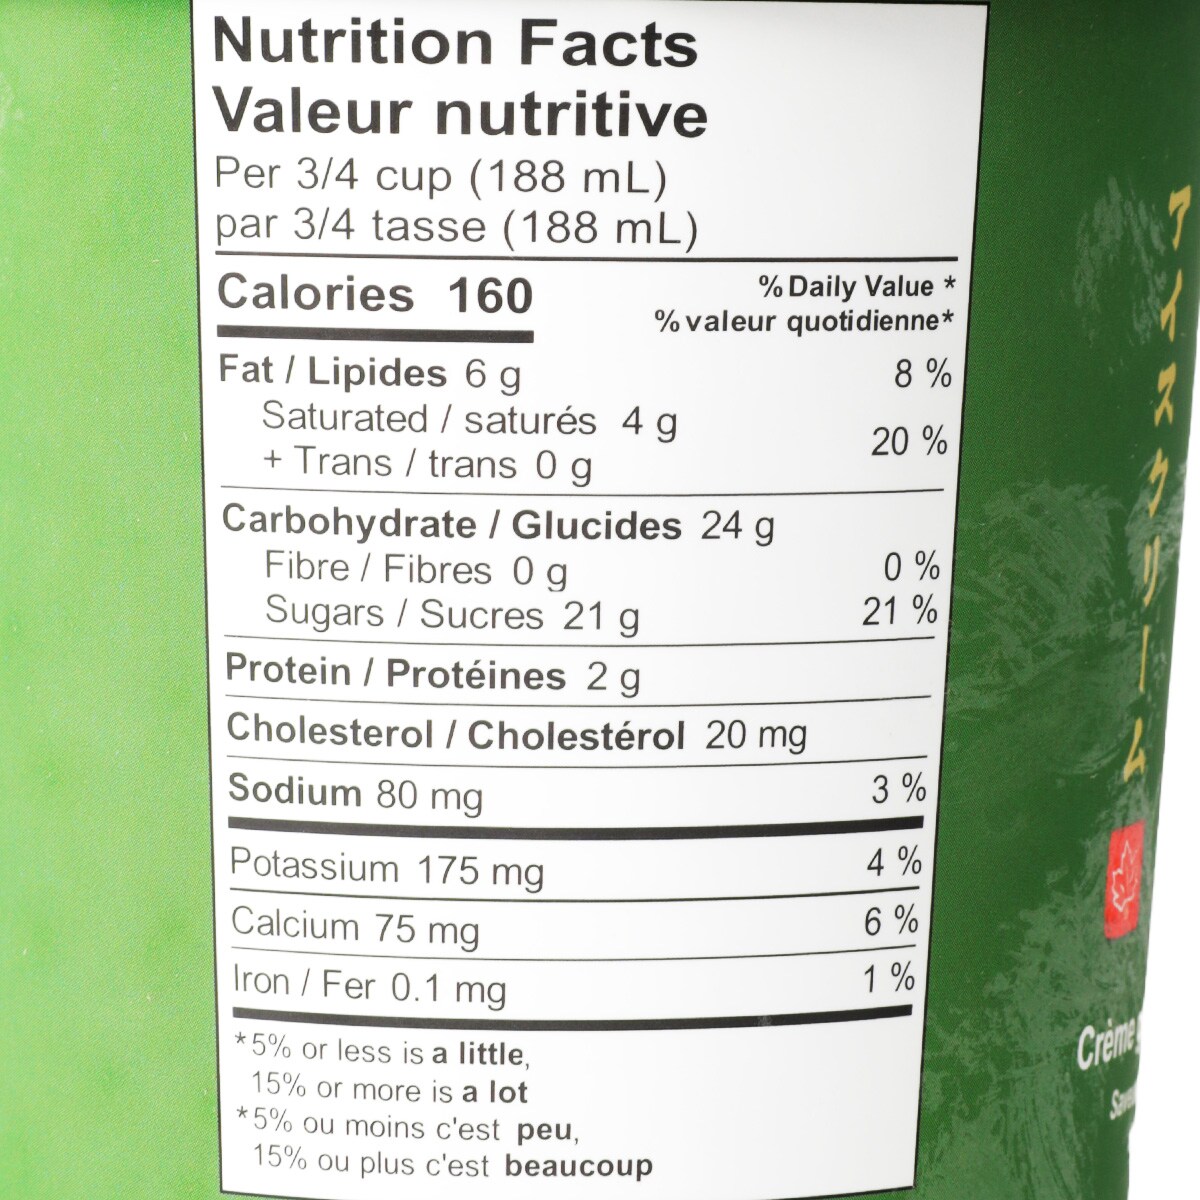 Nutrition Facts
Valeur nutritive
Per 3/4 cup (188 mL)
par 3/4 tasse (188 mL)
Calories 160
% Daily Value *
% valeur quotidienne*
Fat / Lipides 6 g 8 %
Saturated / saturés 4 g
+ Trans / trans 0 g
20 %
Carbohydrate / Glucides 24 g
Fibre / Fibres 0 g 0 %
Sugars / Sucres 21 g 21 %
Protein / Protéines 2 g
Cholesterol / Cholestérol 20 mg
Sodium 80 mg 3 %
Potassium 175 mg 4 %
Calcium 75 mg 6 %
Iron / Fer 0.1 mg 1 %
*5% or less is a little,
15% or more is a lot
*5% ou moins c'est peu,
15% ou plus c'est beaucoup
アイスクリーム
Crème